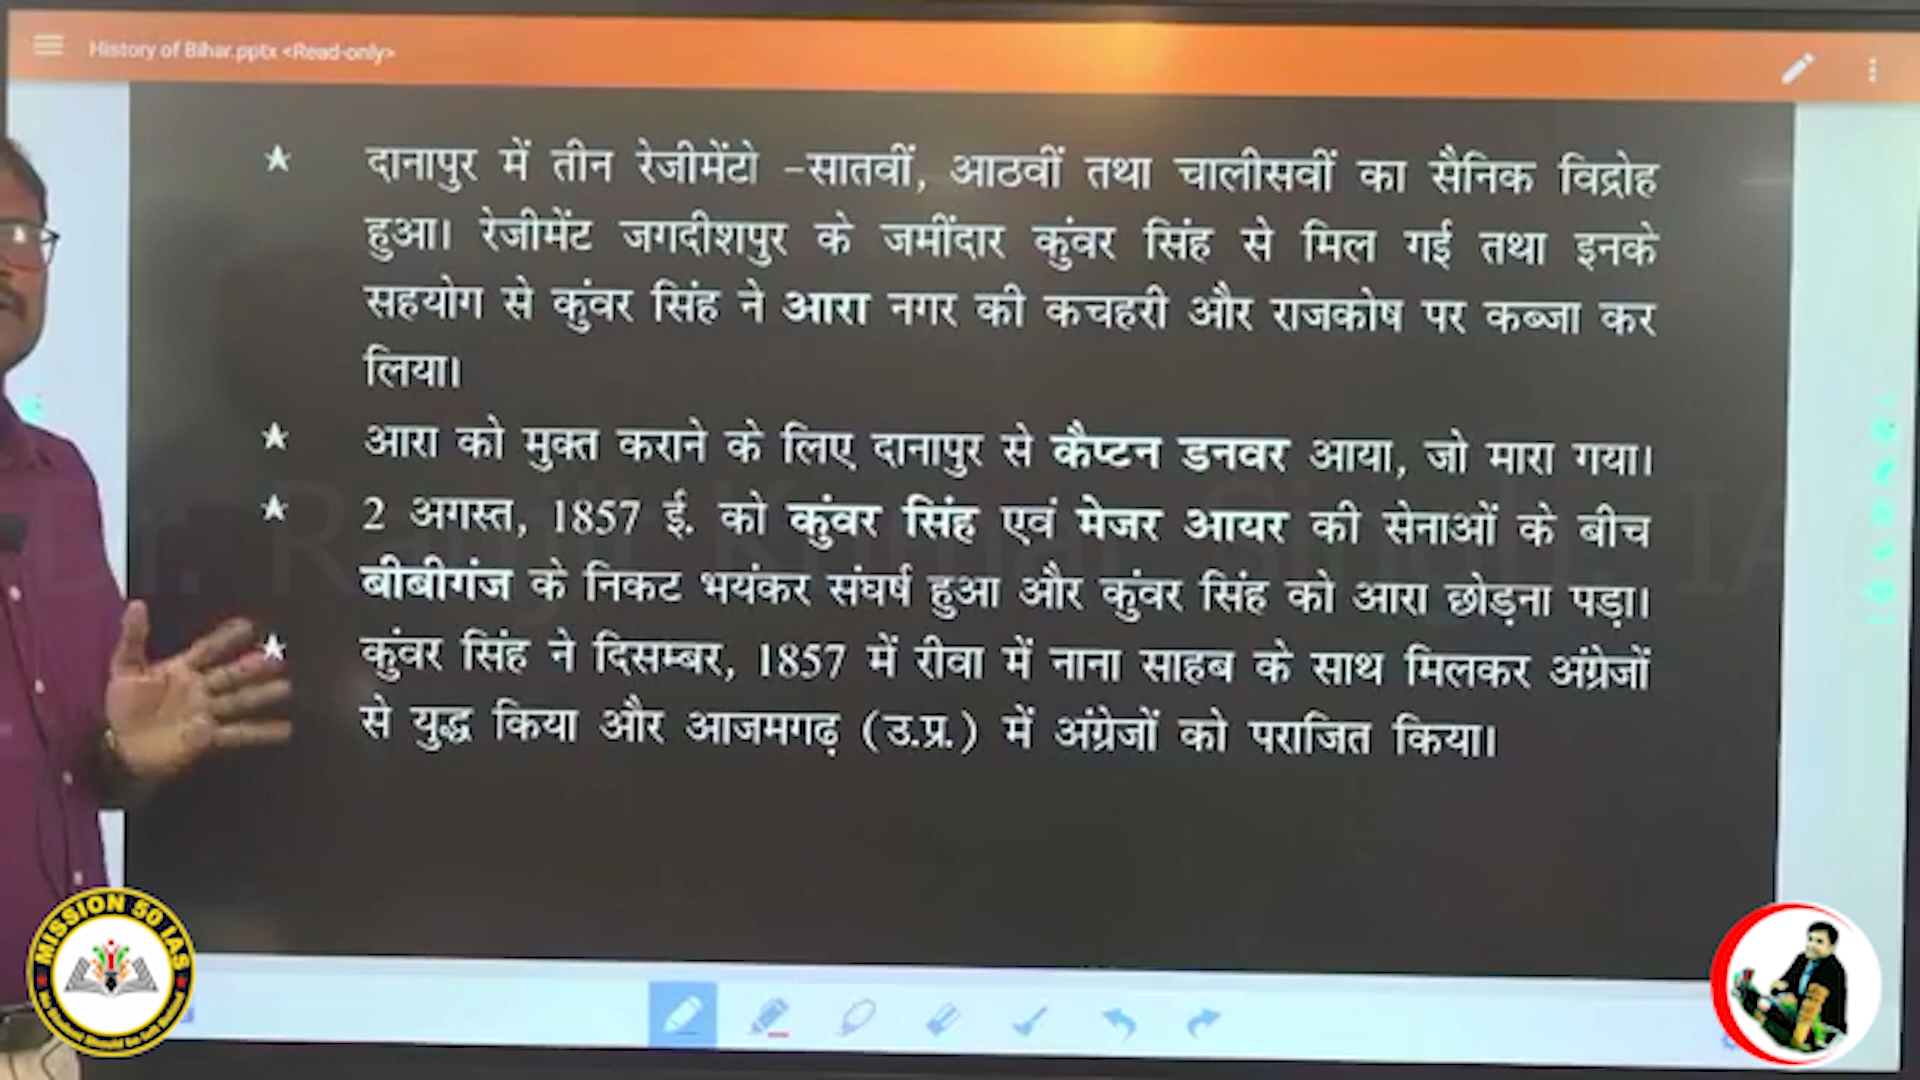 History of Bihar.pptx <Read-only>
★ दानापुर में तीन रेजीमेंटो –सातवीं, आठवीं तथा चालीसवीं का सैनिक विद्रोह
हुआ। रेजीमेंट जगदीशपुर के जमींदार कुंवर सिंह से मिल गई तथा इनके
सहयोग से कुंवर सिंह ने आरा नगर की कचहरी और राजकोष पर कब्जा कर
लिया।
★ आरा को मुक्त कराने के लिए दानापुर से कैप्टन डनवर आया, जो मारा गया।
★ 2 अगस्त, 1857 ई. को कुंवर सिंह एवं मेजर आयर की सेनाओं के बीच
बीबीगंज के निकट भयंकर संघर्ष हुआ और कुंवर सिंह को आरा छोड़ना पड़ा।
★ कुंवर सिंह ने दिसम्बर, 1857 में रीवा में नाना साहब के साथ मिलकर अंग्रेजों
से युद्ध किया और आजमगढ़ (उ.प्र.) में अंग्रेजों को पराजित किया।
MISSION 50 IAS